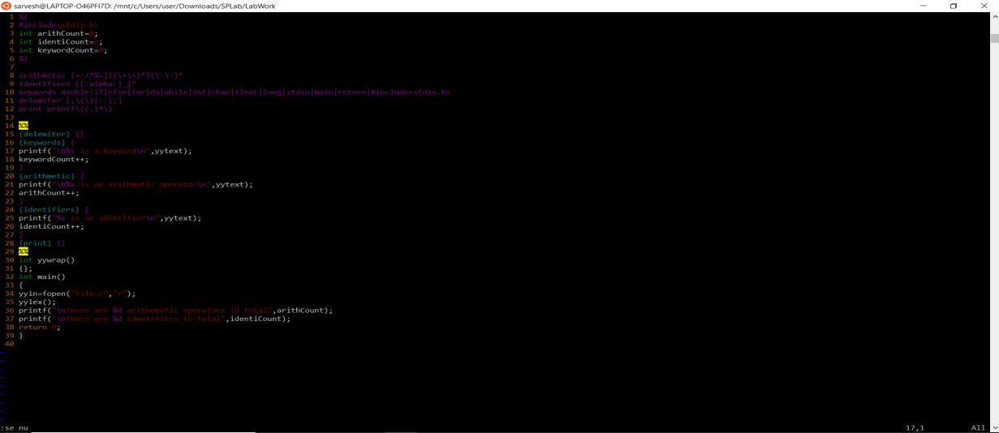 sarvesh@LAPTOP-O46PFI7D: /mnt/c/Users/user/Downloads/SPLab/LabWork
1 %{
2 #include<stdio.h>
3 int arithCount=0;
4 int identiCount=0;
5 int keywordCount=0;
6 %}
7
8 arithmetic [+-/*%=]|(\+\+)*|(\-\-)*
9 identifiers [[:alpha:]_]*
10 keywords double|if|else|for|do|while|int|char|float|long|stdio|main|return|#include<stdio.h>
11 delemiter [,\(\){::};]
12 print printf\((.)*\)
13
14 %%
15 {delemiter} {}
16 {keywords} {
17 printf("\b%s is a keyword\n",yytext);
18 keywordCount++;
19 }
20 {arithmetic} {
21 printf("\b%s is an arithmetic operator\n",yytext);
22 arithCount++;
23 }
24 {identifiers} {
25 printf("%s is an identifier\n",yytext);
26 identiCount++;
27 }
28 {print} {}
29 %%
30 int yywrap()
31 {};
32 int main()
33 {
34 yyin=fopen("file.c","r");
35 yylex();
36 printf("\nThere are %d arithemetic operators in total",arithCount);
37 printf("\nThere are %d identifiers in total",identiCount);
38 return 0;
39 }
40
:se nu 17,1 All